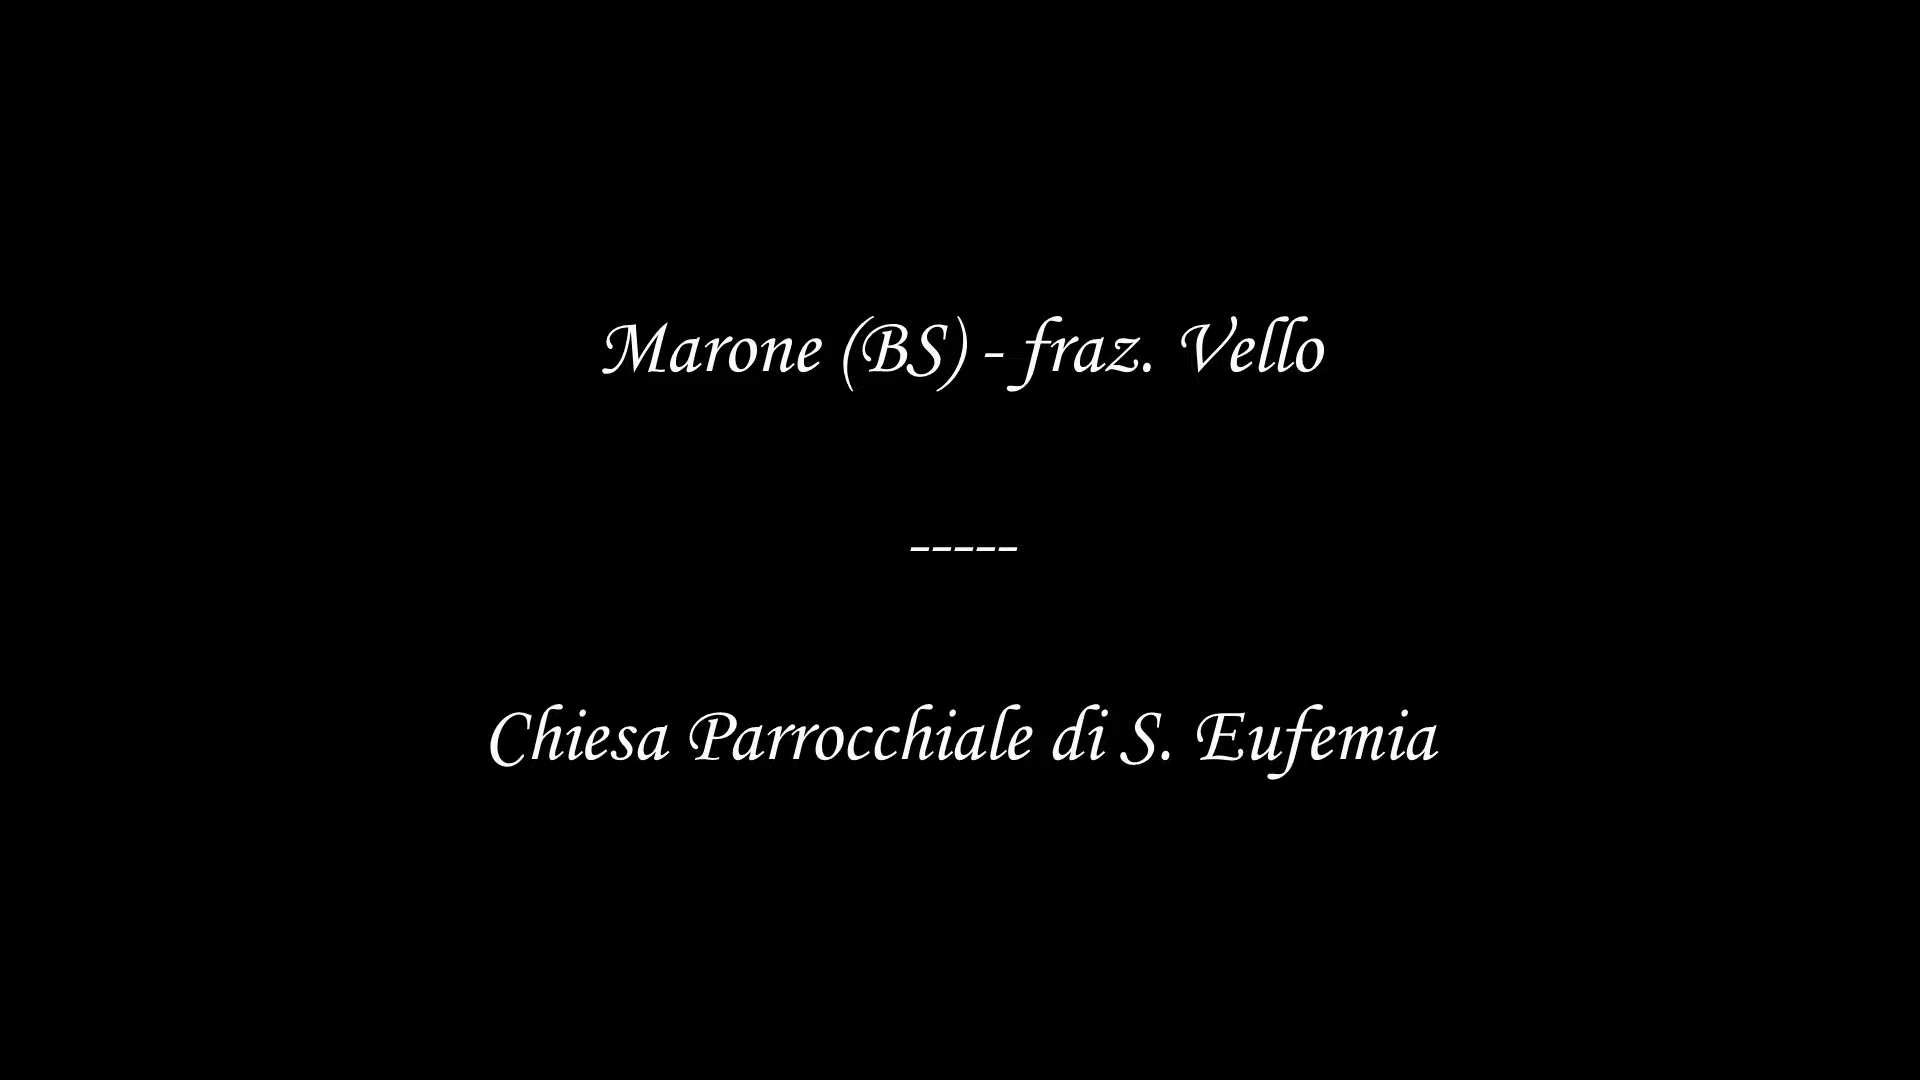 Marone (BS) - fraz. Vello
-----
Chiesa Parrocchiale di S. Eufemia